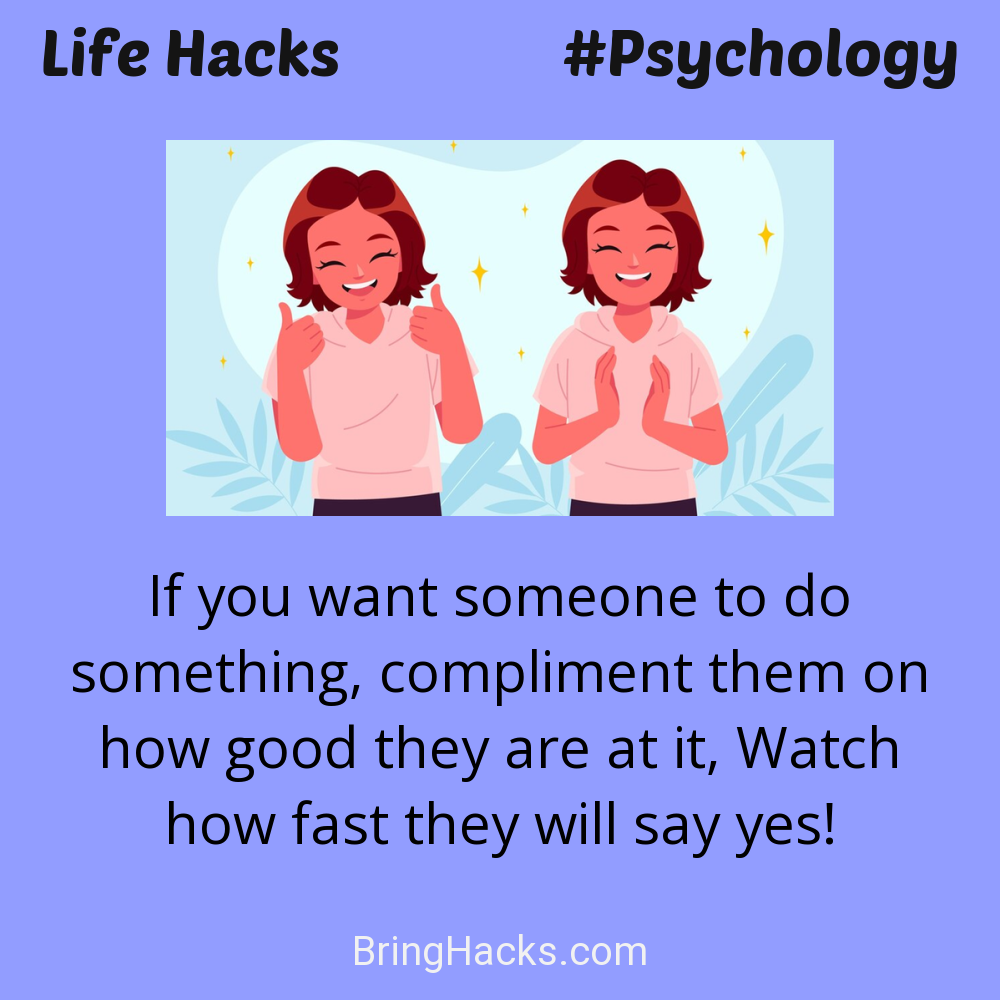 Life Hacks
#Psychology
If you want someone to do
something, compliment them on
how good they are at it, Watch
how fast they will say yes!
BringHacks.com